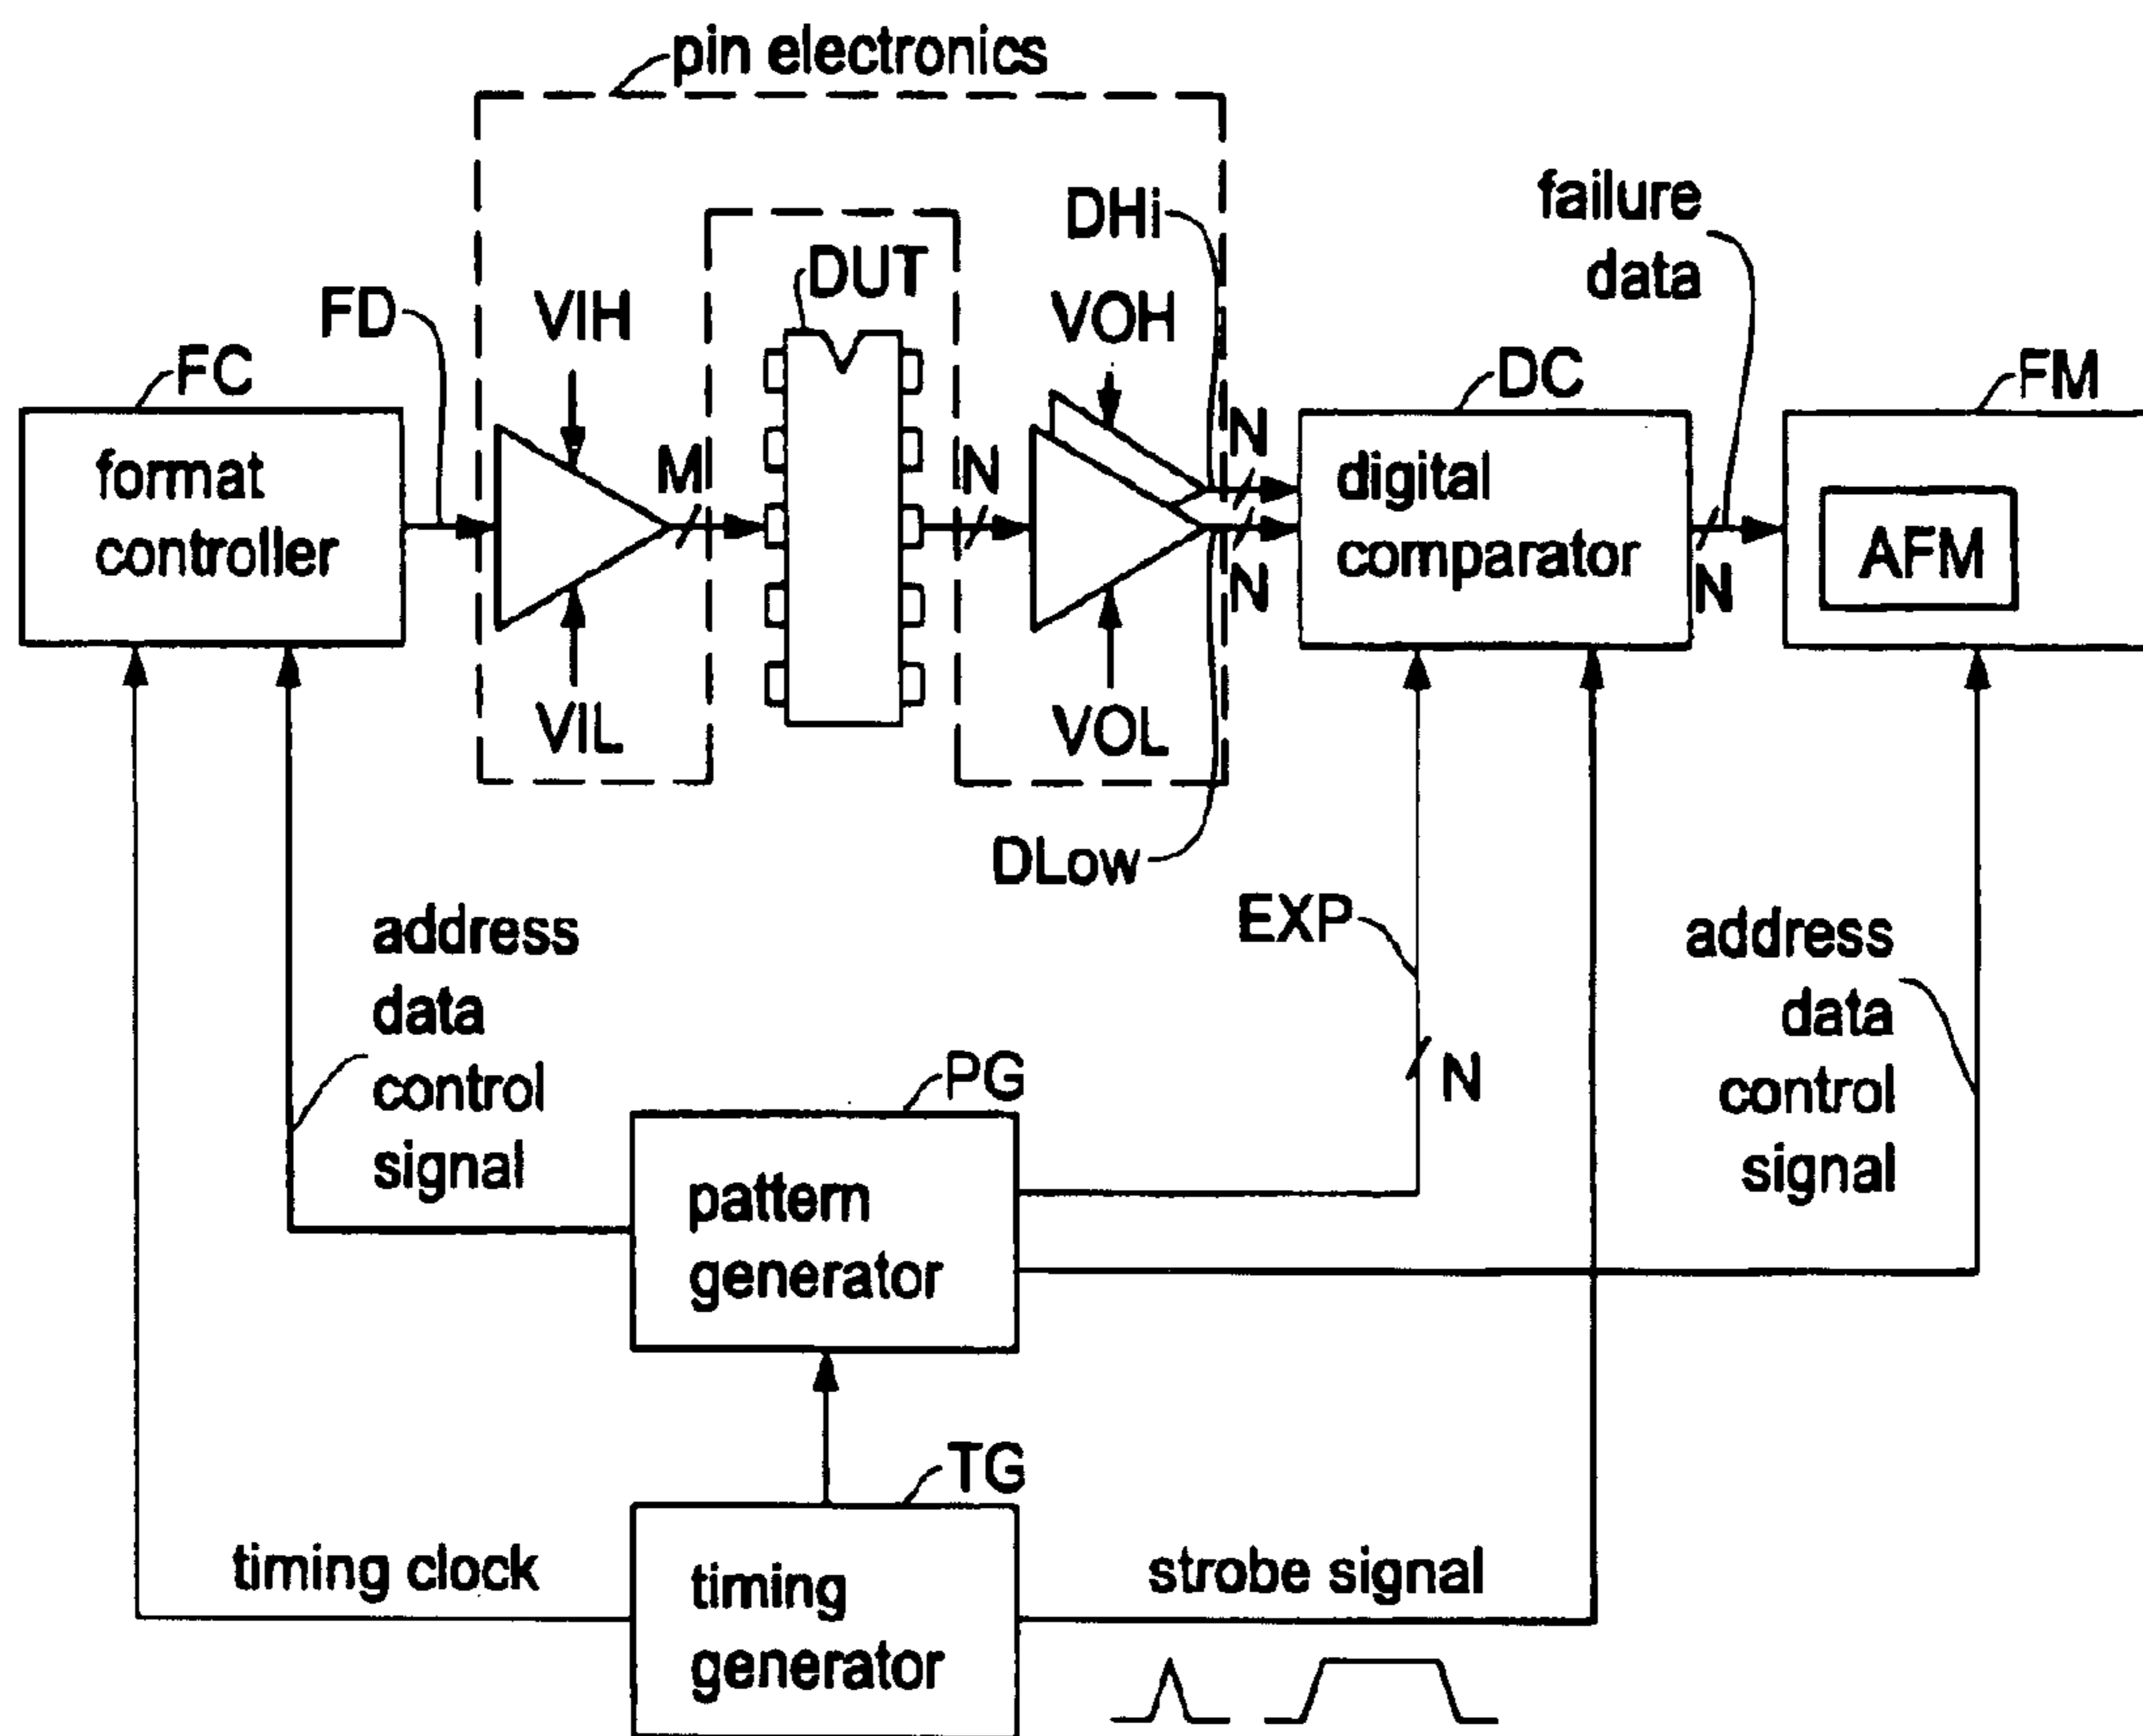 pin electronics
DHi
failure
data
DUT
FD
VIH
VOH
FC
DC
FM
N
format
controller
M
N
digital
comparator
AFM
N
N
VIL
VOL
DLow
EXP
address
data
control
signal
address
data
control
signal
N
PG
pattern
generator
TG
timing clock
timing
generator
strobe signal